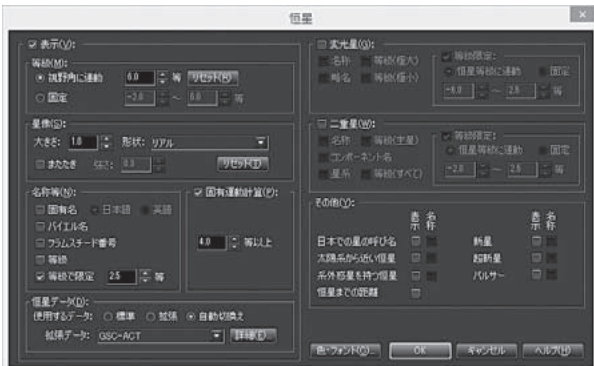 恒星
表示(V):
等級(M):
視野角に連動 6.0 等 リセット(R)
固定 -2.0 ~ 6.0 等
星像(S):
大きさ: 1.0 形状: リアル
またたき 強さ: 0.3 リセット(T)
名称等(N):
固有名 日本語 英語
バイエル名
フラムスチード番号
等級
等級で限定 2.5 等
固有運動計算(P):
4.0 等以上
恒星データ(D):
使用するデータ: 標準 拡張 自動切換え
拡張データ: GSC-ACT 詳細(E)...
変光星(O):
名称 等級(極大)
略名 等級(極小)
等級限定:
恒星等級に連動 固定
~ 2.5 等
二重星(W):
名称 等級(主星)
コンポーネント名
星系 等級(すべて)
等級限定:
恒星等級に連動 固定
-2.0 ~ 2.5 等
その他(Y):
表示 名称 表示 名称
日本での星の呼び名 新星
太陽系から近い恒星 超新星
系外惑星を持つ恒星 パルサー
恒星までの距離
色・フォント(C)... OK キャンセル ヘルプ(H)